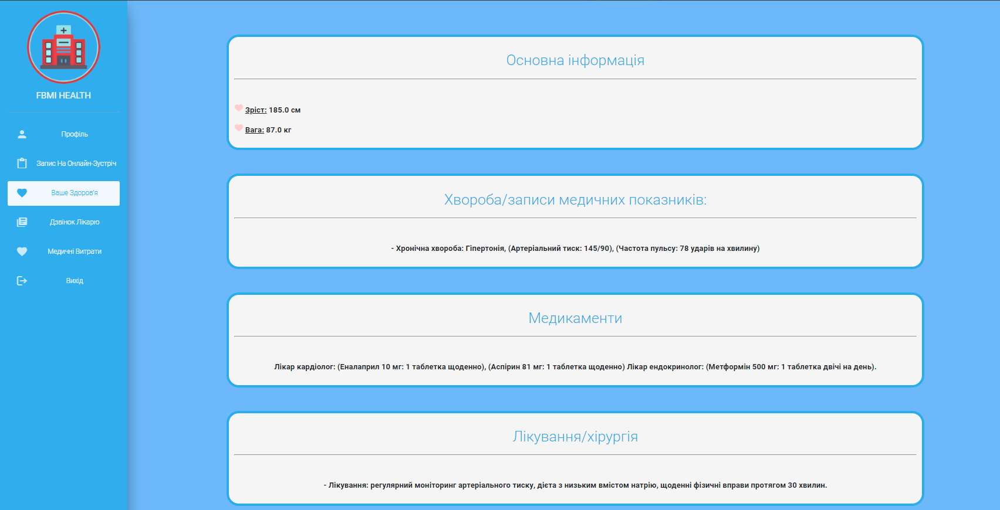 FBMI HEALTH
Профіль
Запис На Онлайн-Зустріч
Ваше Здоров'я
Дзвінок Лікарю
Медичні Витрати
Вихід
Основна інформація
Зріст: 185.0 см
Вага: 87.0 кг
Хвороба/записи медичних показників:
- Хронічна хвороба: Гіпертонія, (Артеріальний тиск: 145/90), (Частота пульсу: 78 ударів на хвилину)
Медикаменти
Лікар кардіолог: (Еналаприл 10 мг: 1 таблетка щоденно), (Аспірин 81 мг: 1 таблетка щоденно) Лікар ендокринолог: (Метформін 500 мг: 1 таблетка двічі на день).
Лікування/хірургія
- Лікування: регулярний моніторинг артеріального тиску, дієта з низьким вмістом натрію, щоденні фізичні вправи протягом 30 хвилин.